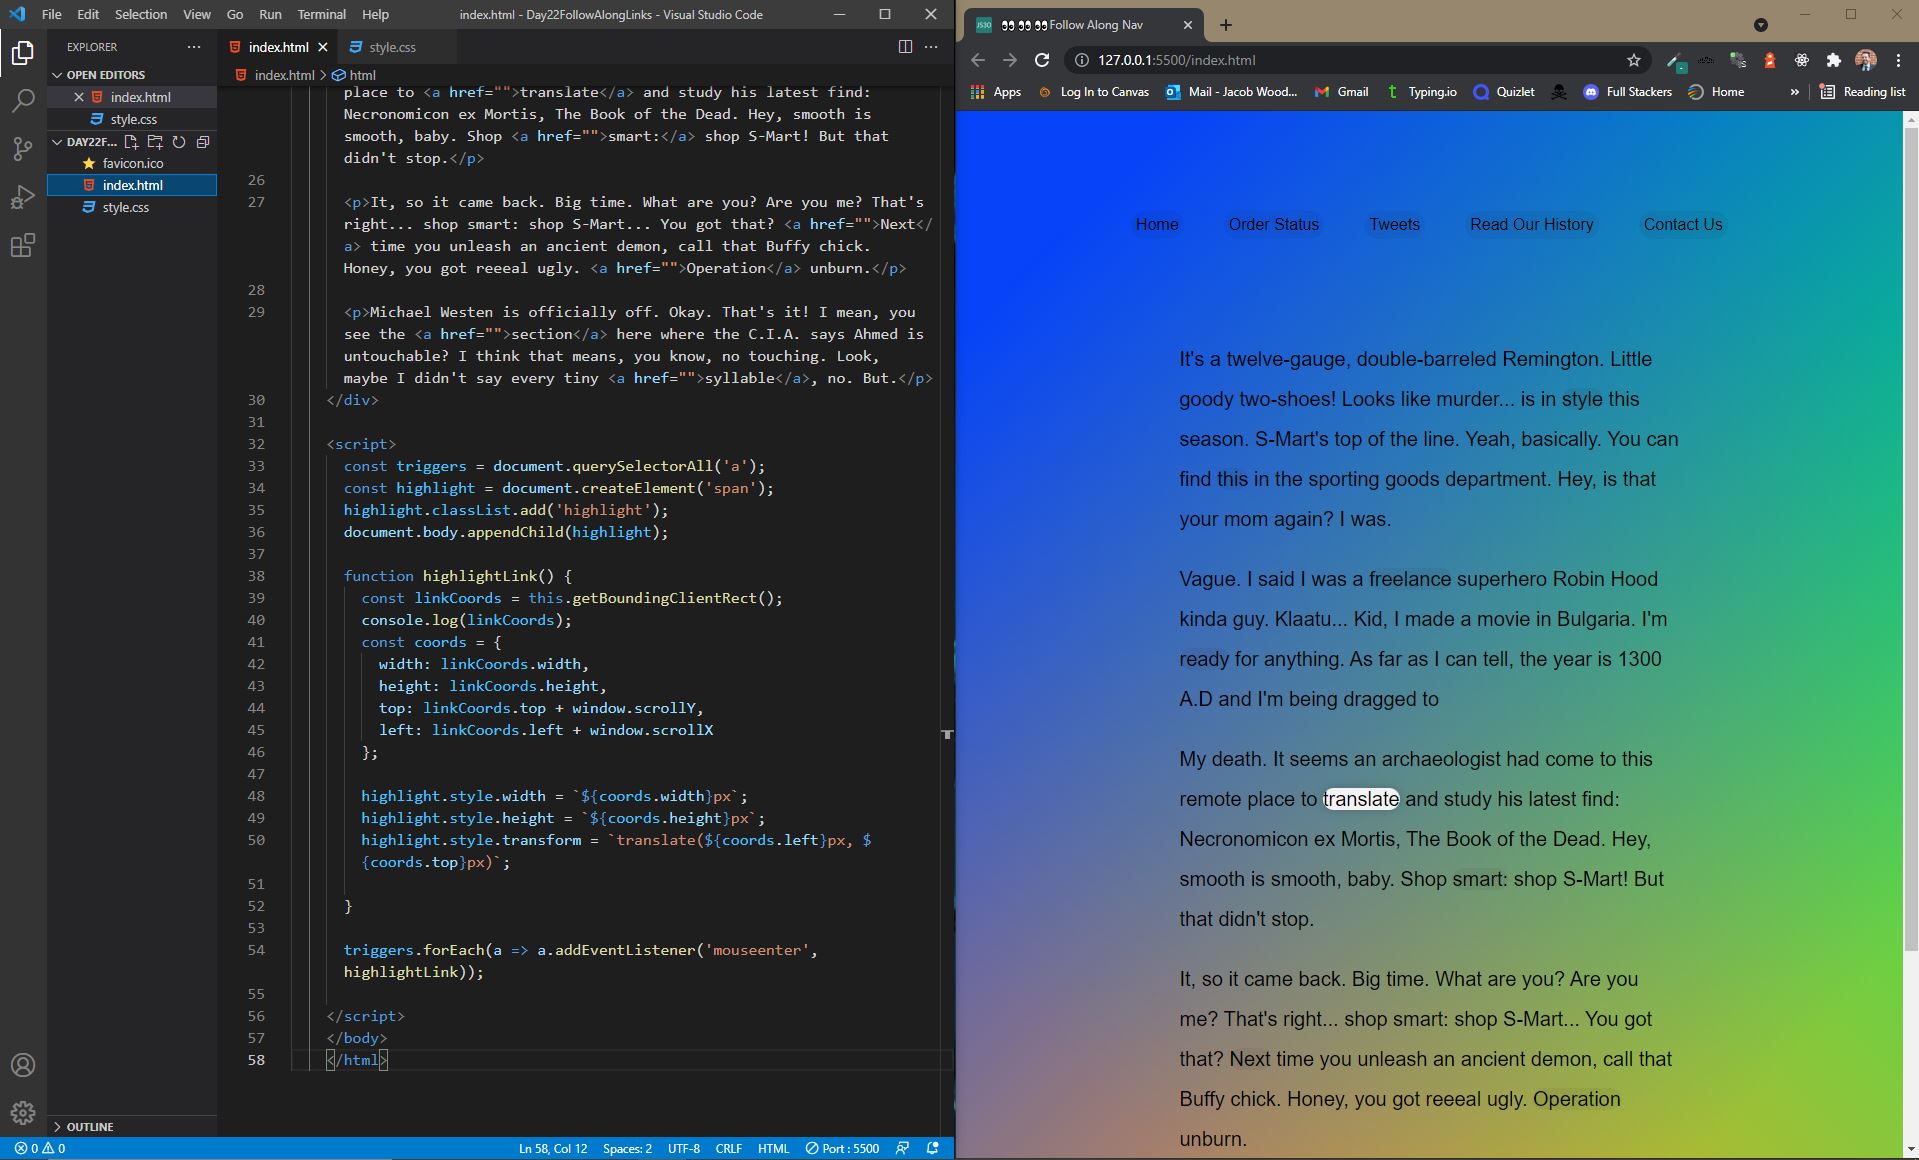 File Edit Selection View Go Run Terminal Help index.html - Day22FollowAlongLinks - Visual Studio Code
EXPLORER
OPEN EDITORS
index.html
style.css
DAY22F...
favicon.ico
index.html
style.css
OUTLINE
index.html style.css
index.html > html
place to <a href="">translate</a> and study his latest find:
Necronomicon ex Mortis, The Book of the Dead. Hey, smooth is
smooth, baby. Shop <a href="">smart:</a> shop S-Mart! But that
didn't stop.</p>
26
27 <p>It, so it came back. Big time. What are you? Are you me? That's
right... shop smart: shop S-Mart... You got that? <a href="">Next</
a> time you unleash an ancient demon, call that Buffy chick.
Honey, you got reeeal ugly. <a href="">Operation</a> unburn.</p>
28
29 <p>Michael Westen is officially off. Okay. That's it! I mean, you
see the <a href="">section</a> here where the C.I.A. says Ahmed is
untouchable? I think that means, you know, no touching. Look,
maybe I didn't say every tiny <a href="">syllable</a>, no. But.</p>
30 </div>
31
32 <script>
33 const triggers = document.querySelectorAll('a');
34 const highlight = document.createElement('span');
35 highlight.classList.add('highlight');
36 document.body.appendChild(highlight);
37
38 function highlightLink() {
39 const linkCoords = this.getBoundingClientRect();
40 console.log(linkCoords);
41 const coords = {
42 width: linkCoords.width,
43 height: linkCoords.height,
44 top: linkCoords.top + window.scrollY,
45 left: linkCoords.left + window.scrollX
46 };
47
48 highlight.style.width = `${coords.width}px`;
49 highlight.style.height = `${coords.height}px`;
50 highlight.style.transform = `translate(${coords.left}px, $
{coords.top}px)`;
51
52 }
53
54 triggers.forEach(a => a.addEventListener('mouseenter',
highlightLink));
55
56 </script>
57 </body>
58 </html>
0 0 Ln 58, Col 12 Spaces: 2 UTF-8 CRLF HTML Port : 5500
JS30 👀👀👀Follow Along Nav
127.0.0.1:5500/index.html
Apps Log In to Canvas Mail - Jacob Wood... Gmail Typing.io Quizlet Full Stackers Home » Reading list
Home Order Status Tweets Read Our History Contact Us
It's a twelve-gauge, double-barreled Remington. Little
goody two-shoes! Looks like murder... is in style this
season. S-Mart's top of the line. Yeah, basically. You can
find this in the sporting goods department. Hey, is that
your mom again? I was.
Vague. I said I was a freelance superhero Robin Hood
kinda guy. Klaatu... Kid, I made a movie in Bulgaria. I'm
ready for anything. As far as I can tell, the year is 1300
A.D and I'm being dragged to
My death. It seems an archaeologist had come to this
remote place to translate and study his latest find:
Necronomicon ex Mortis, The Book of the Dead. Hey,
smooth is smooth, baby. Shop smart: shop S-Mart! But
that didn't stop.
It, so it came back. Big time. What are you? Are you
me? That's right... shop smart: shop S-Mart... You got
that? Next time you unleash an ancient demon, call that
Buffy chick. Honey, you got reeeal ugly. Operation
unburn.